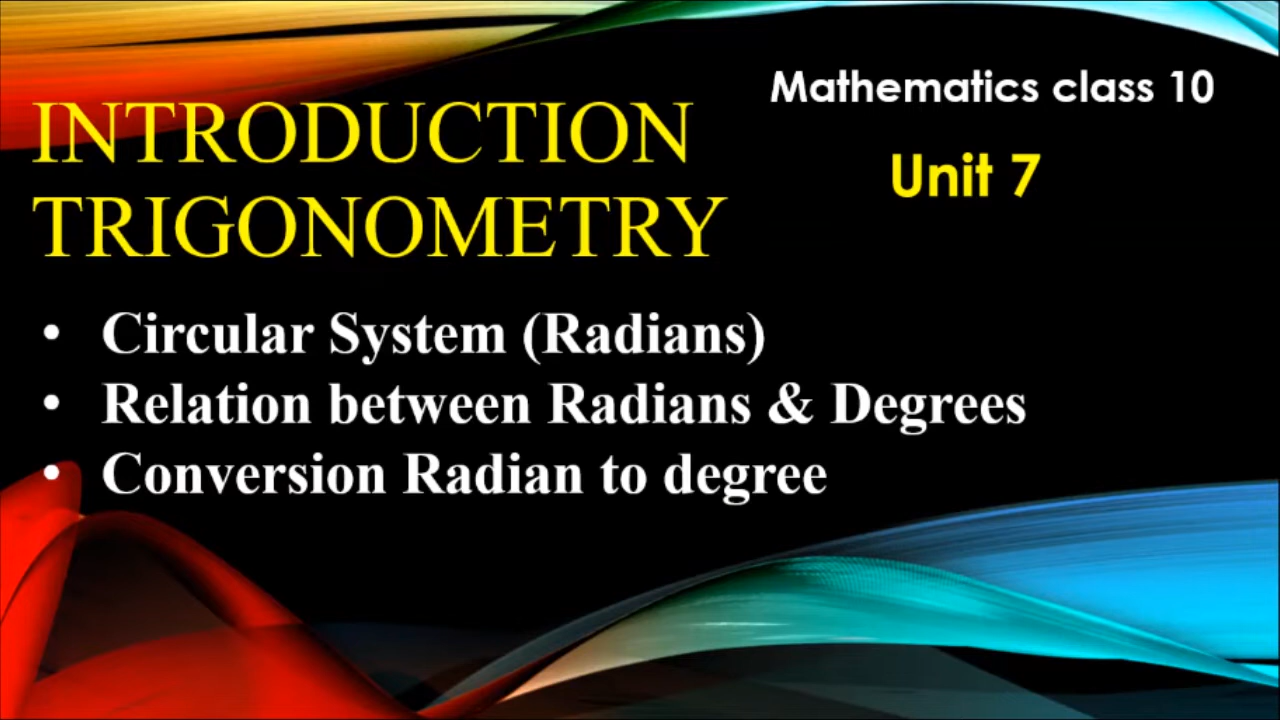 INTRODUCTION
TRIGONOMETRY
Mathematics class 10
Unit 7
• Circular System (Radians)
• Relation between Radians & Degrees
• Conversion Radian to degree